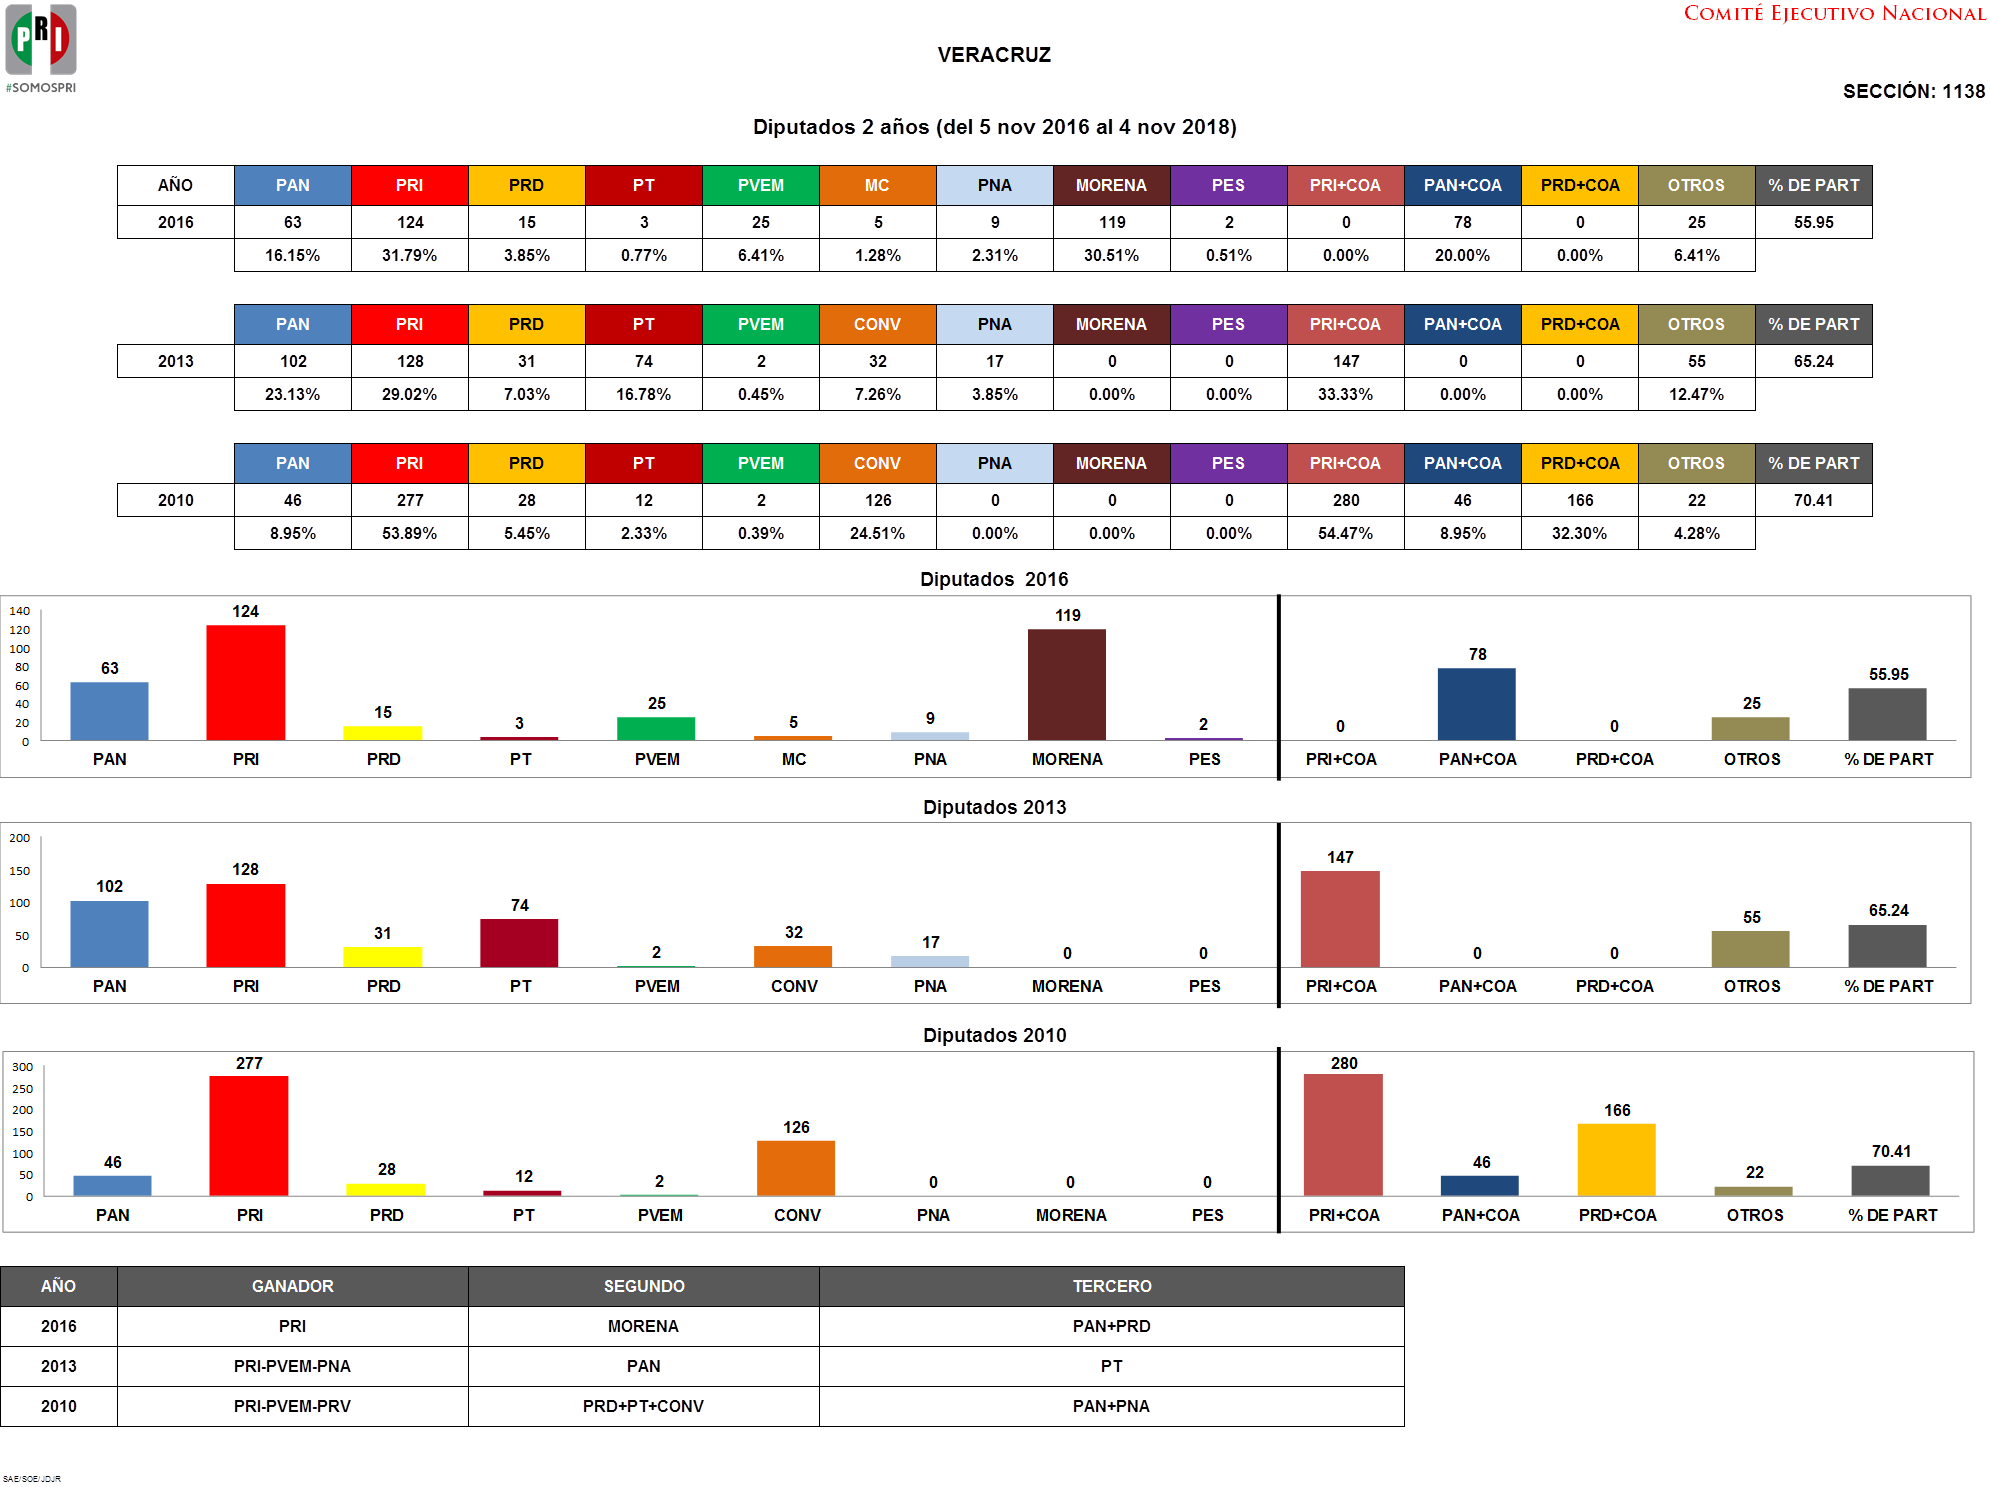 PRI
#SOMOSPRI
COMITÉ EJECUTIVO NACIONAL
VERACRUZ
SECCIÓN: 1138
Diputados 2 años (del 5 nov 2016 al 4 nov 2018)
AÑO PAN PRI PRD PT PVEM MC PNA MORENA PES PRI+COA PAN+COA PRD+COA OTROS % DE PART
2016 63 124 15 3 25 5 9 119 2 0 78 0 25 55.95
16.15% 31.79% 3.85% 0.77% 6.41% 1.28% 2.31% 30.51% 0.51% 0.00% 20.00% 0.00% 6.41%
PAN PRI PRD PT PVEM CONV PNA MORENA PES PRI+COA PAN+COA PRD+COA OTROS % DE PART
2013 102 128 31 74 2 32 17 0 0 147 0 0 55 65.24
23.13% 29.02% 7.03% 16.78% 0.45% 7.26% 3.85% 0.00% 0.00% 33.33% 0.00% 0.00% 12.47%
PAN PRI PRD PT PVEM CONV PNA MORENA PES PRI+COA PAN+COA PRD+COA OTROS % DE PART
2010 46 277 28 12 2 126 0 0 0 280 46 166 22 70.41
8.95% 53.89% 5.45% 2.33% 0.39% 24.51% 0.00% 0.00% 0.00% 54.47% 8.95% 32.30% 4.28%
Diputados 2016
140
120
100
80
60
40
20
0
63 124 15 3 25 5 9 119 2 0 78 0 25 55.95
PAN PRI PRD PT PVEM MC PNA MORENA PES PRI+COA PAN+COA PRD+COA OTROS % DE PART
Diputados 2013
200
150
100
50
0
102 128 31 74 2 32 17 0 0 147 0 0 55 65.24
PAN PRI PRD PT PVEM CONV PNA MORENA PES PRI+COA PAN+COA PRD+COA OTROS % DE PART
Diputados 2010
300
250
200
150
100
50
0
46 277 28 12 2 126 0 0 0 280 46 166 22 70.41
PAN PRI PRD PT PVEM CONV PNA MORENA PES PRI+COA PAN+COA PRD+COA OTROS % DE PART
AÑO GANADOR SEGUNDO TERCERO
2016 PRI MORENA PAN+PRD
2013 PRI-PVEM-PNA PAN PT
2010 PRI-PVEM-PRV PRD+PT+CONV PAN+PNA
SAE/SOE/JDJR